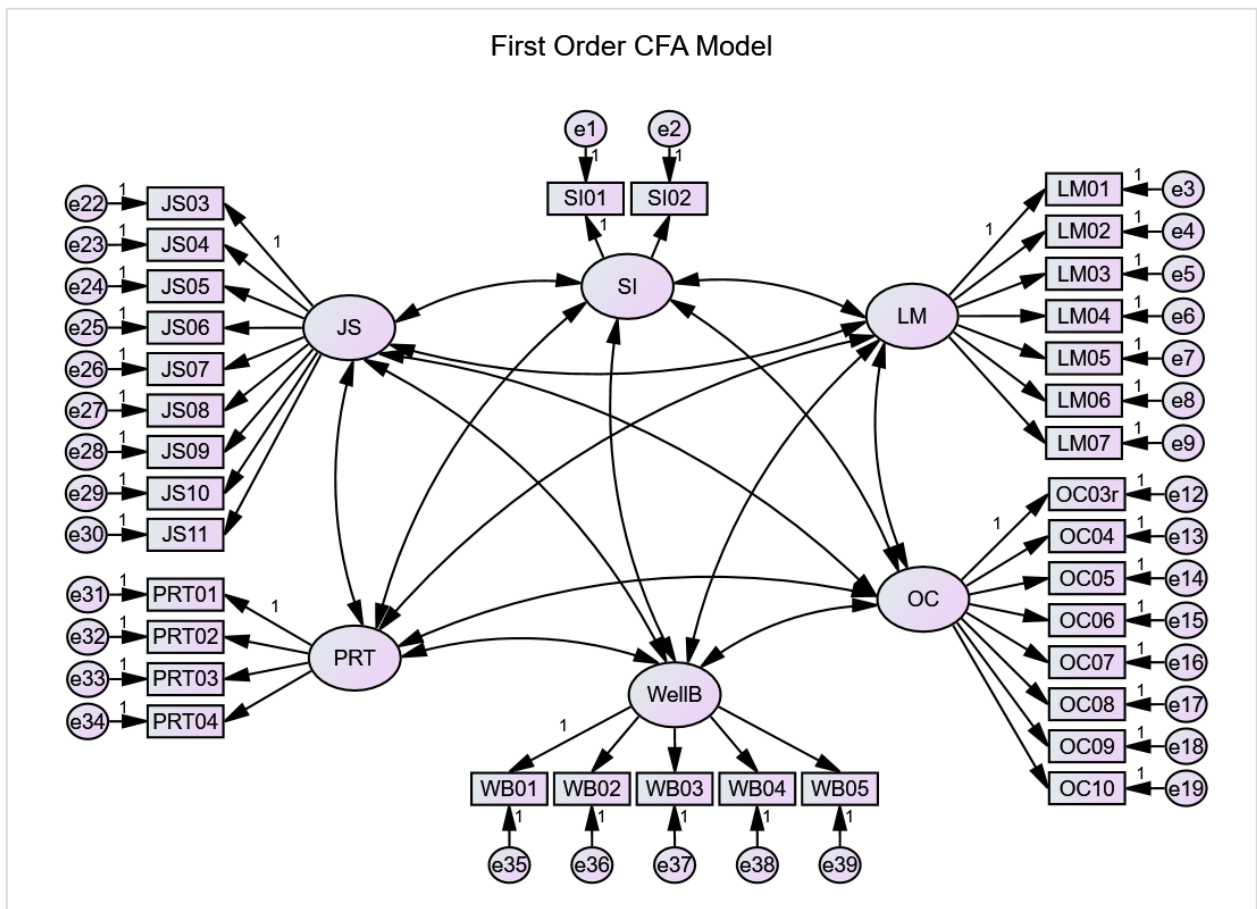 First Order CFA Model
e1
e2
1
1
SI01
SI02
1
SI
e22
1
JS03
e23
1
JS04
e24
1
JS05
e25
1
JS06
e26
1
JS07
e27
1
JS08
e28
1
JS09
e29
1
JS10
e30
1
JS11
1
JS
LM
1
LM01
1
e3
LM02
1
e4
LM03
1
e5
LM04
1
e6
LM05
1
e7
LM06
1
e8
LM07
1
e9
e31
1
PRT01
e32
1
PRT02
e33
1
PRT03
e34
1
PRT04
1
PRT
OC
1
OC03r
1
e12
OC04
1
e13
OC05
1
e14
OC06
1
e15
OC07
1
e16
OC08
1
e17
OC09
1
e18
OC10
1
e19
WellB
1
WB01
WB02
WB03
WB04
WB05
1
1
1
1
1
e35
e36
e37
e38
e39